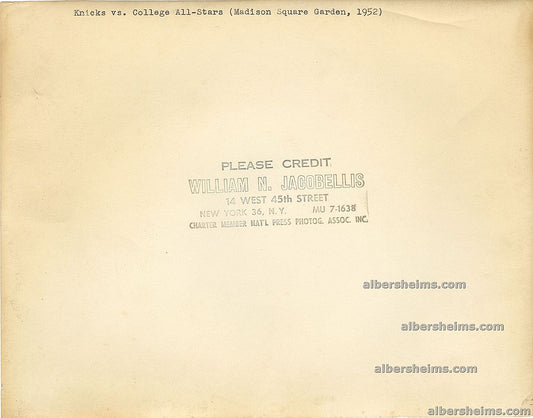 Knicks vs. College All-Stars (Madison Square Garden, 1952)
PLEASE CREDIT
WILLIAM N. JACOBELLIS
14 WEST 45th STREET
NEW YORK 36, N.Y. MU 7-1638
CHARTER MEMBER NAT'L PRESS PHOTOG. ASSOC. INC.
albersheims.com
albersheims.com
albersheims.com
albersheims.com